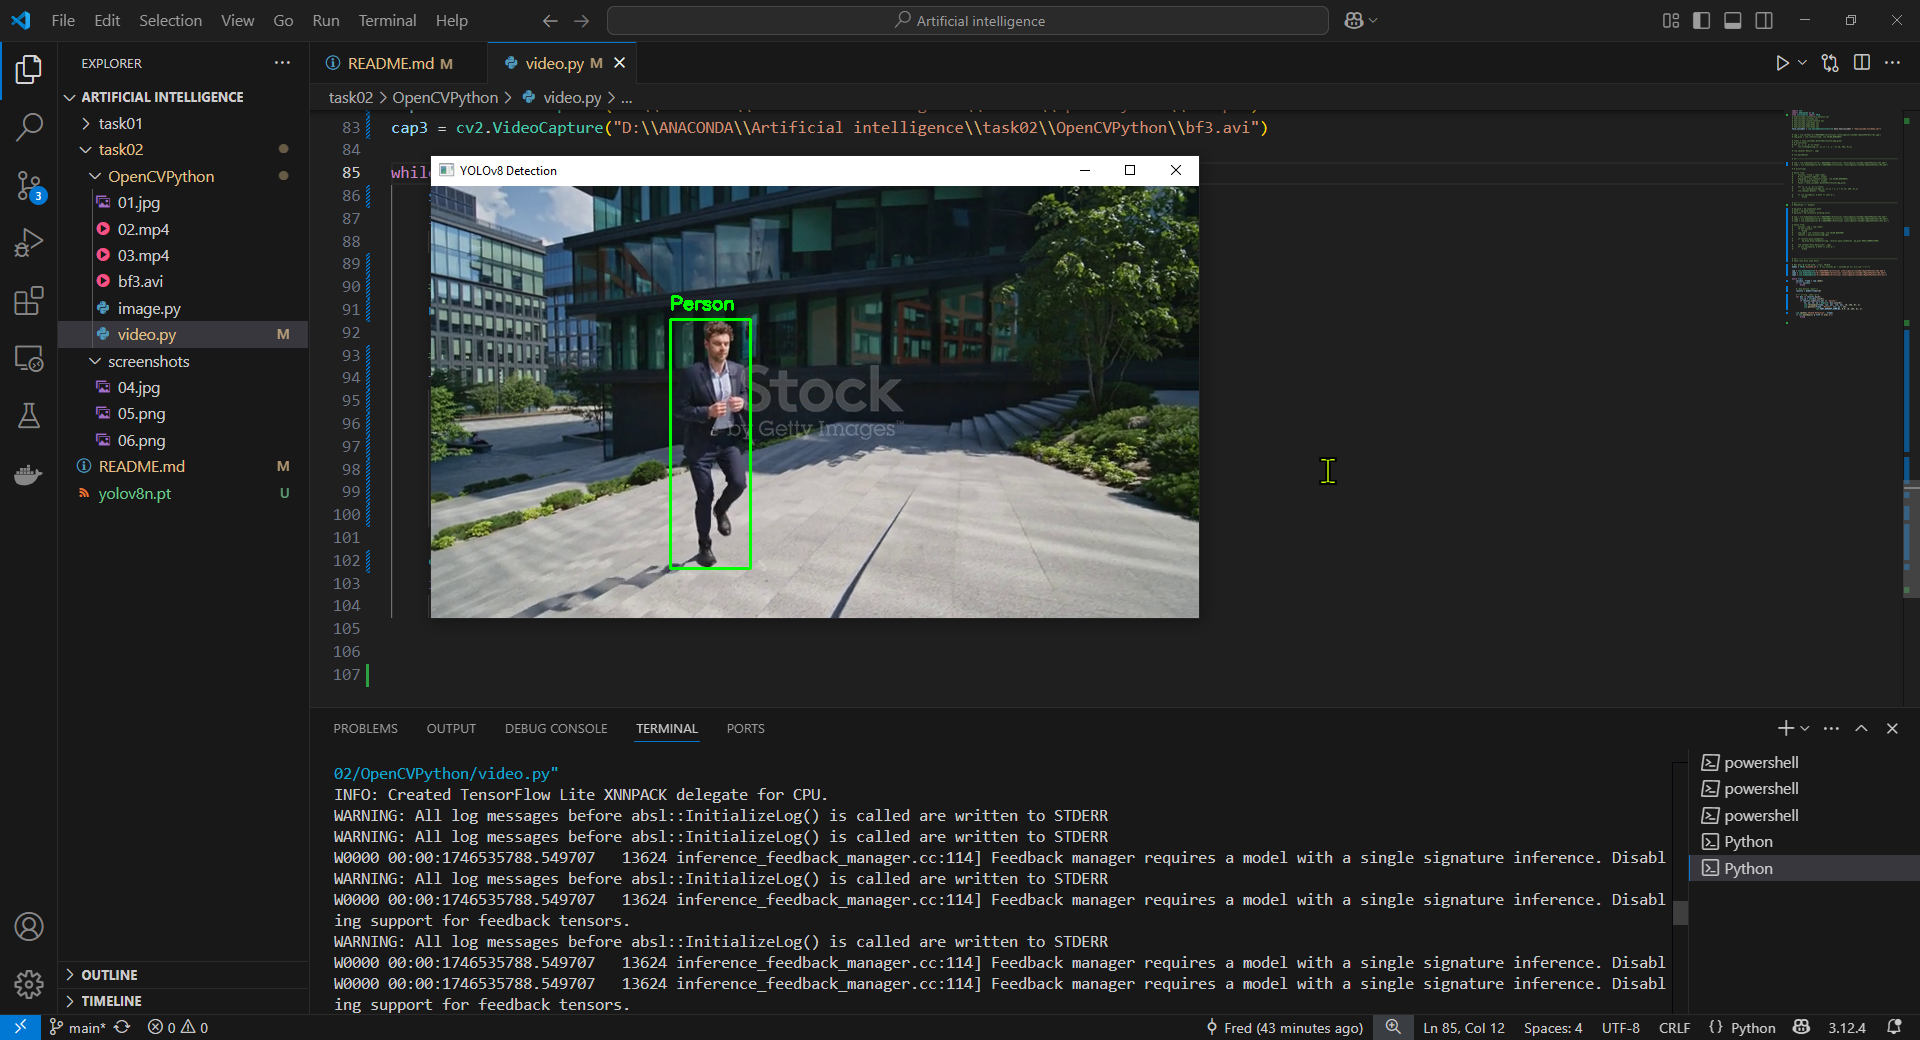 File Edit Selection View Go Run Terminal Help
Artificial intelligence
EXPLORER
ARTIFICIAL INTELLIGENCE
task01
task02
OpenCVPython
01.jpg
02.mp4
03.mp4
bf3.avi
image.py
video.py M
screenshots
04.jpg
05.png
06.png
README.md M
yolov8n.pt U
OUTLINE
TIMELINE
3
README.md M
video.py M
task02 > OpenCVPython > video.py > ...
83 cap3 = cv2.VideoCapture("D:\\ANACONDA\\Artificial intelligence\\task02\\OpenCVPython\\bf3.avi")
84
85 whil
86
87
88
89
90
91
92
93
94
95
96
97
98
99
100
101
102
103
104
105
106
107
YOLOv8 Detection
Person
Stock
by Getty Images™
PROBLEMS OUTPUT DEBUG CONSOLE TERMINAL PORTS
02/OpenCVPython/video.py"
INFO: Created TensorFlow Lite XNNPACK delegate for CPU.
WARNING: All log messages before absl::InitializeLog() is called are written to STDERR
WARNING: All log messages before absl::InitializeLog() is called are written to STDERR
W0000 00:00:1746535788.549707   13624 inference_feedback_manager.cc:114] Feedback manager requires a model with a single signature inference. Disabl
WARNING: All log messages before absl::InitializeLog() is called are written to STDERR
W0000 00:00:1746535788.549707   13624 inference_feedback_manager.cc:114] Feedback manager requires a model with a single signature inference. Disabl
ing support for feedback tensors.
WARNING: All log messages before absl::InitializeLog() is called are written to STDERR
W0000 00:00:1746535788.549707   13624 inference_feedback_manager.cc:114] Feedback manager requires a model with a single signature inference. Disabl
W0000 00:00:1746535788.549707   13624 inference_feedback_manager.cc:114] Feedback manager requires a model with a single signature inference. Disabl
ing support for feedback tensors.
powershell
powershell
powershell
Python
Python
main* 0 0 Fred (43 minutes ago) Ln 85, Col 12 Spaces: 4 UTF-8 CRLF {} Python 3.12.4